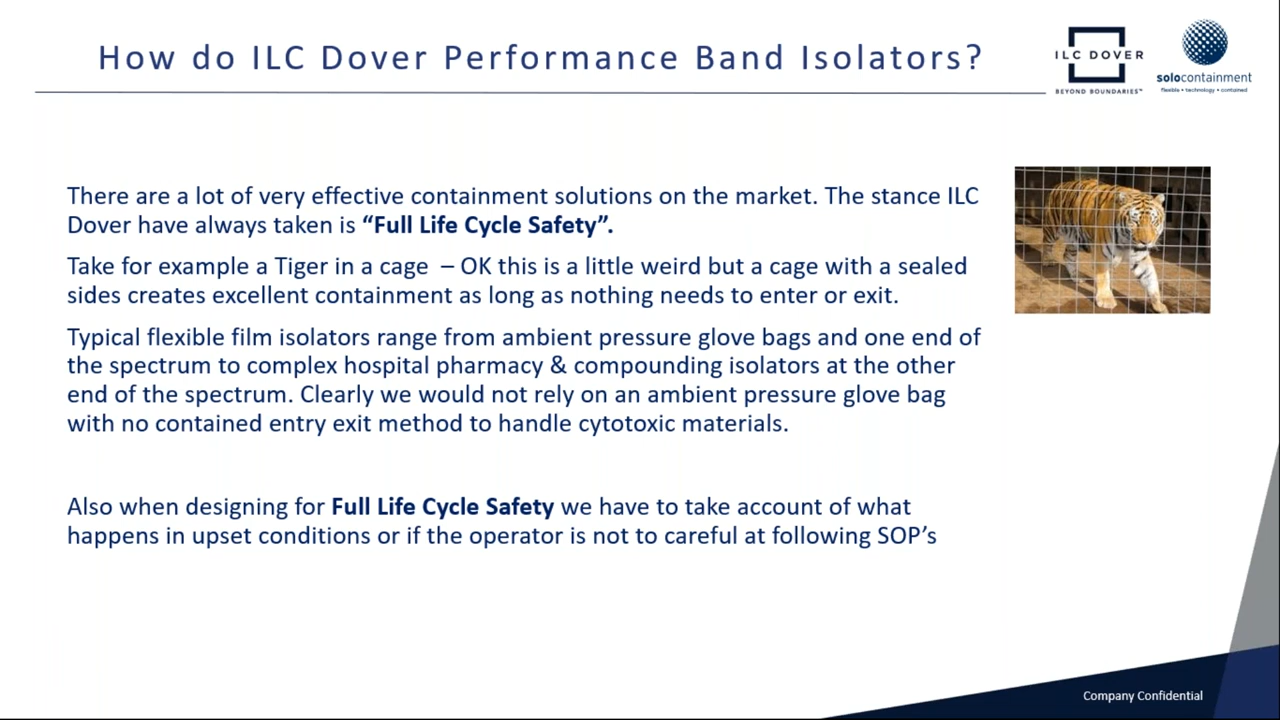 How do ILC Dover Performance Band Isolators?
ILC DOVER
BEYOND BOUNDARIES™
solocontainment
flexible • technology • contained
There are a lot of very effective containment solutions on the market. The stance ILC
Dover have always taken is “Full Life Cycle Safety”.
Take for example a Tiger in a cage – OK this is a little weird but a cage with a sealed
sides creates excellent containment as long as nothing needs to enter or exit.
Typical flexible film isolators range from ambient pressure glove bags and one end of
the spectrum to complex hospital pharmacy & compounding isolators at the other
end of the spectrum. Clearly we would not rely on an ambient pressure glove bag
with no contained entry exit method to handle cytotoxic materials.
Also when designing for Full Life Cycle Safety we have to take account of what
happens in upset conditions or if the operator is not to careful at following SOP’s
Company Confidential